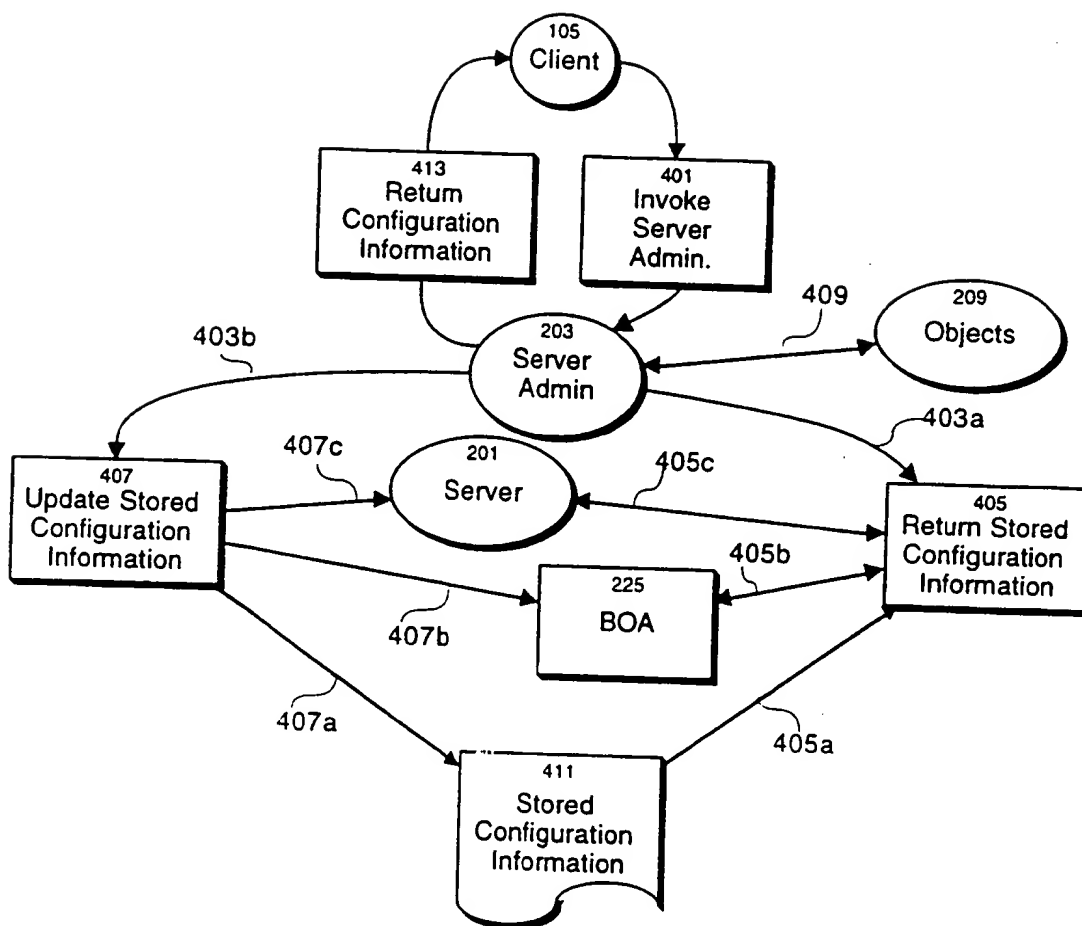 105
Client
413
Return
Configuration
Information
401
Invoke
Server
Admin.
409
209
Objects
403b
203
Server
Admin
403a
407
Update Stored
Configuration
Information
407c
201
Server
405c
405
Return Stored
Configuration
Information
405b
225
BOA
407b
407a
405a
411
Stored
Configuration
Information